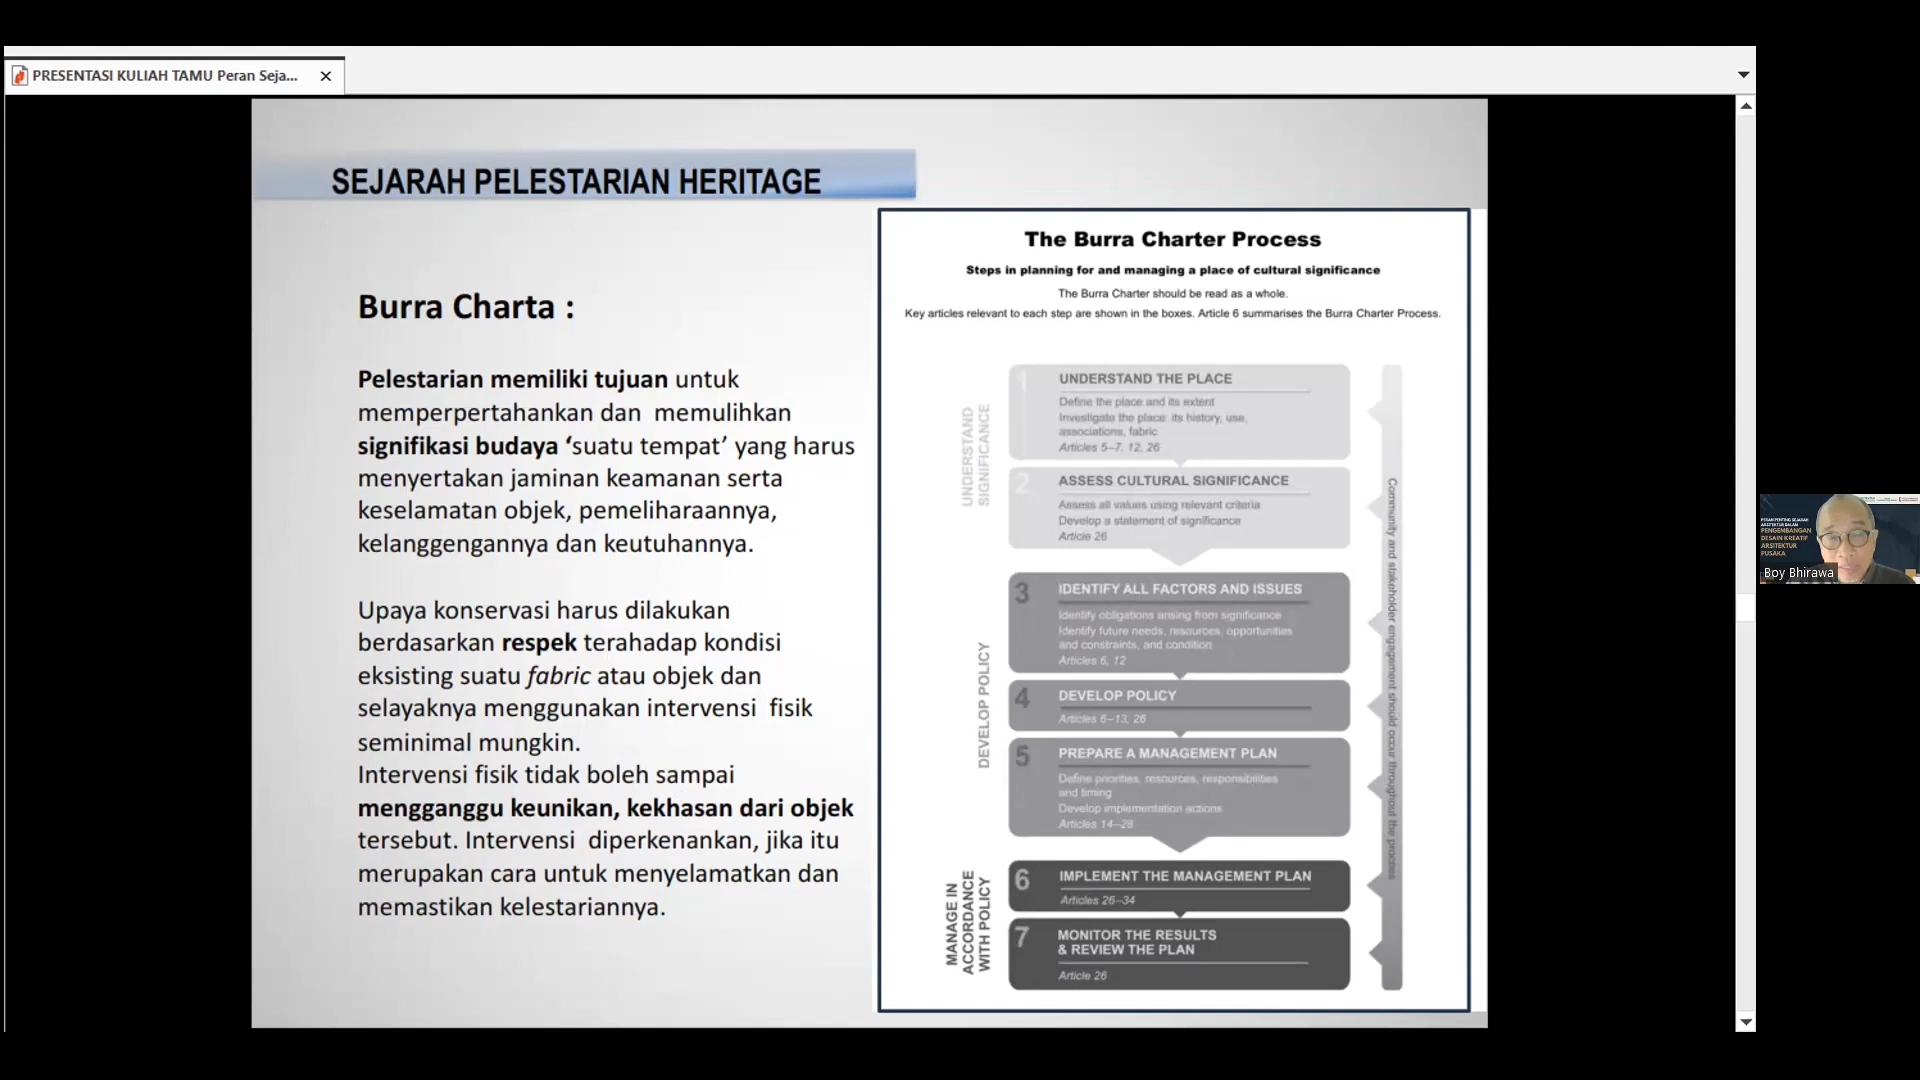 PRESENTASI KULIAH TAMU Peran Seja...
SEJARAH PELESTARIAN HERITAGE
Burra Charta :
Pelestarian memiliki tujuan untuk
memperpertahankan dan memulihkan
signifikasi budaya ‘suatu tempat’ yang harus
menyertakan jaminan keamanan serta
keselamatan objek, pemeliharaannya,
kelanggengannya dan keutuhannya.
Upaya konservasi harus dilakukan
berdasarkan respek terahadap kondisi
eksisting suatu fabric atau objek dan
selayaknya menggunakan intervensi fisik
seminimal mungkin.
Intervensi fisik tidak boleh sampai
mengganggu keunikan, kekhasan dari objek
tersebut. Intervensi diperkenankan, jika itu
merupakan cara untuk menyelamatkan dan
memastikan kelestariannya.
The Burra Charter Process
Steps in planning for and managing a place of cultural significance
The Burra Charter should be read as a whole.
Key articles relevant to each step are shown in the boxes. Article 6 summarises the Burra Charter Process.
UNDERSTAND
SIGNIFICANCE
1 UNDERSTAND THE PLACE
Define the place and its extent
Investigate the place: its history, use,
associations, fabric
Articles 5–7, 12, 26
2 ASSESS CULTURAL SIGNIFICANCE
Assess all values using relevant criteria
Develop a statement of significance
Article 26
DEVELOP POLICY
3 IDENTIFY ALL FACTORS AND ISSUES
Identify obligations arising from significance
Identify future needs, resources, opportunities
and constraints, and condition
Articles 6, 12
4 DEVELOP POLICY
Articles 6–13, 26
5 PREPARE A MANAGEMENT PLAN
Define priorities, resources, responsibilities
and timing
Develop implementation actions
Articles 14–28
MANAGE IN
ACCORDANCE
WITH POLICY
6 IMPLEMENT THE MANAGEMENT PLAN
Articles 26–34
7 MONITOR THE RESULTS
& REVIEW THE PLAN
Article 26
Community and stakeholder engagement should occur throughout the process
PERAN PENTING SEJARAH
ARSITEKTUR DALAM
PENGEMBANGAN
DESAIN KREATIF
ARSITEKTUR
PUSAKA
Boy Bhirawa